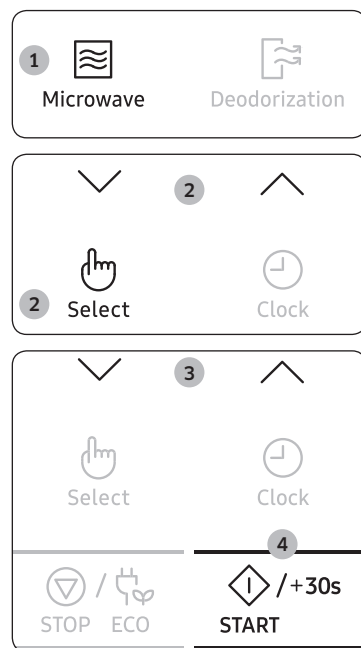 1
Microwave Deodorization
2
2 Select Clock
3
Select Clock
4
/ / +30s
STOP ECO START